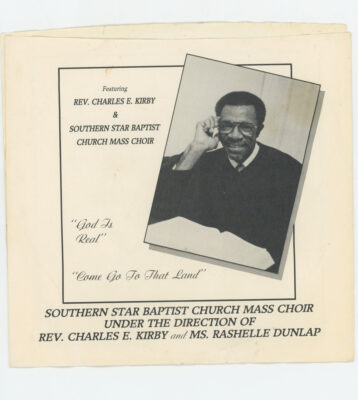 Featuring
REV. CHARLES E. KIRBY
&
SOUTHERN STAR BAPTIST
CHURCH MASS CHOIR
"God Is
Real"
"Come Go To That Land"
SOUTHERN STAR BAPTIST CHURCH MASS CHOIR
UNDER THE DIRECTION OF
REV. CHARLES E. KIRBY and MS. RASHELLE DUNLAP